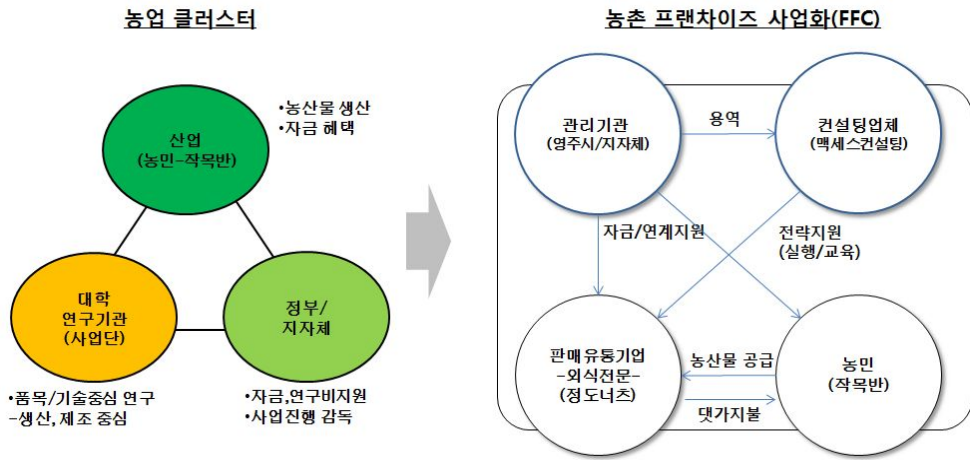 농업 클러스터
산업
(농민-작목반)
•농산물 생산
•자금 혜택
대학
연구기관
(사업단)
•품목/기술중심 연구
-생산, 제조 중심
정부/
지자체
•자금,연구비지원
•사업진행 감독
농촌 프랜차이즈 사업화(FFC)
관리기관
(영주시/지자체)
용역
컨설팅업체
(맥세스컨설팅)
자금/연계지원
전략지원
(실행/교육)
판매유통기업
-외식전문-
(정도너츠)
농산물 공급
댓가지불
농민
(작목반)